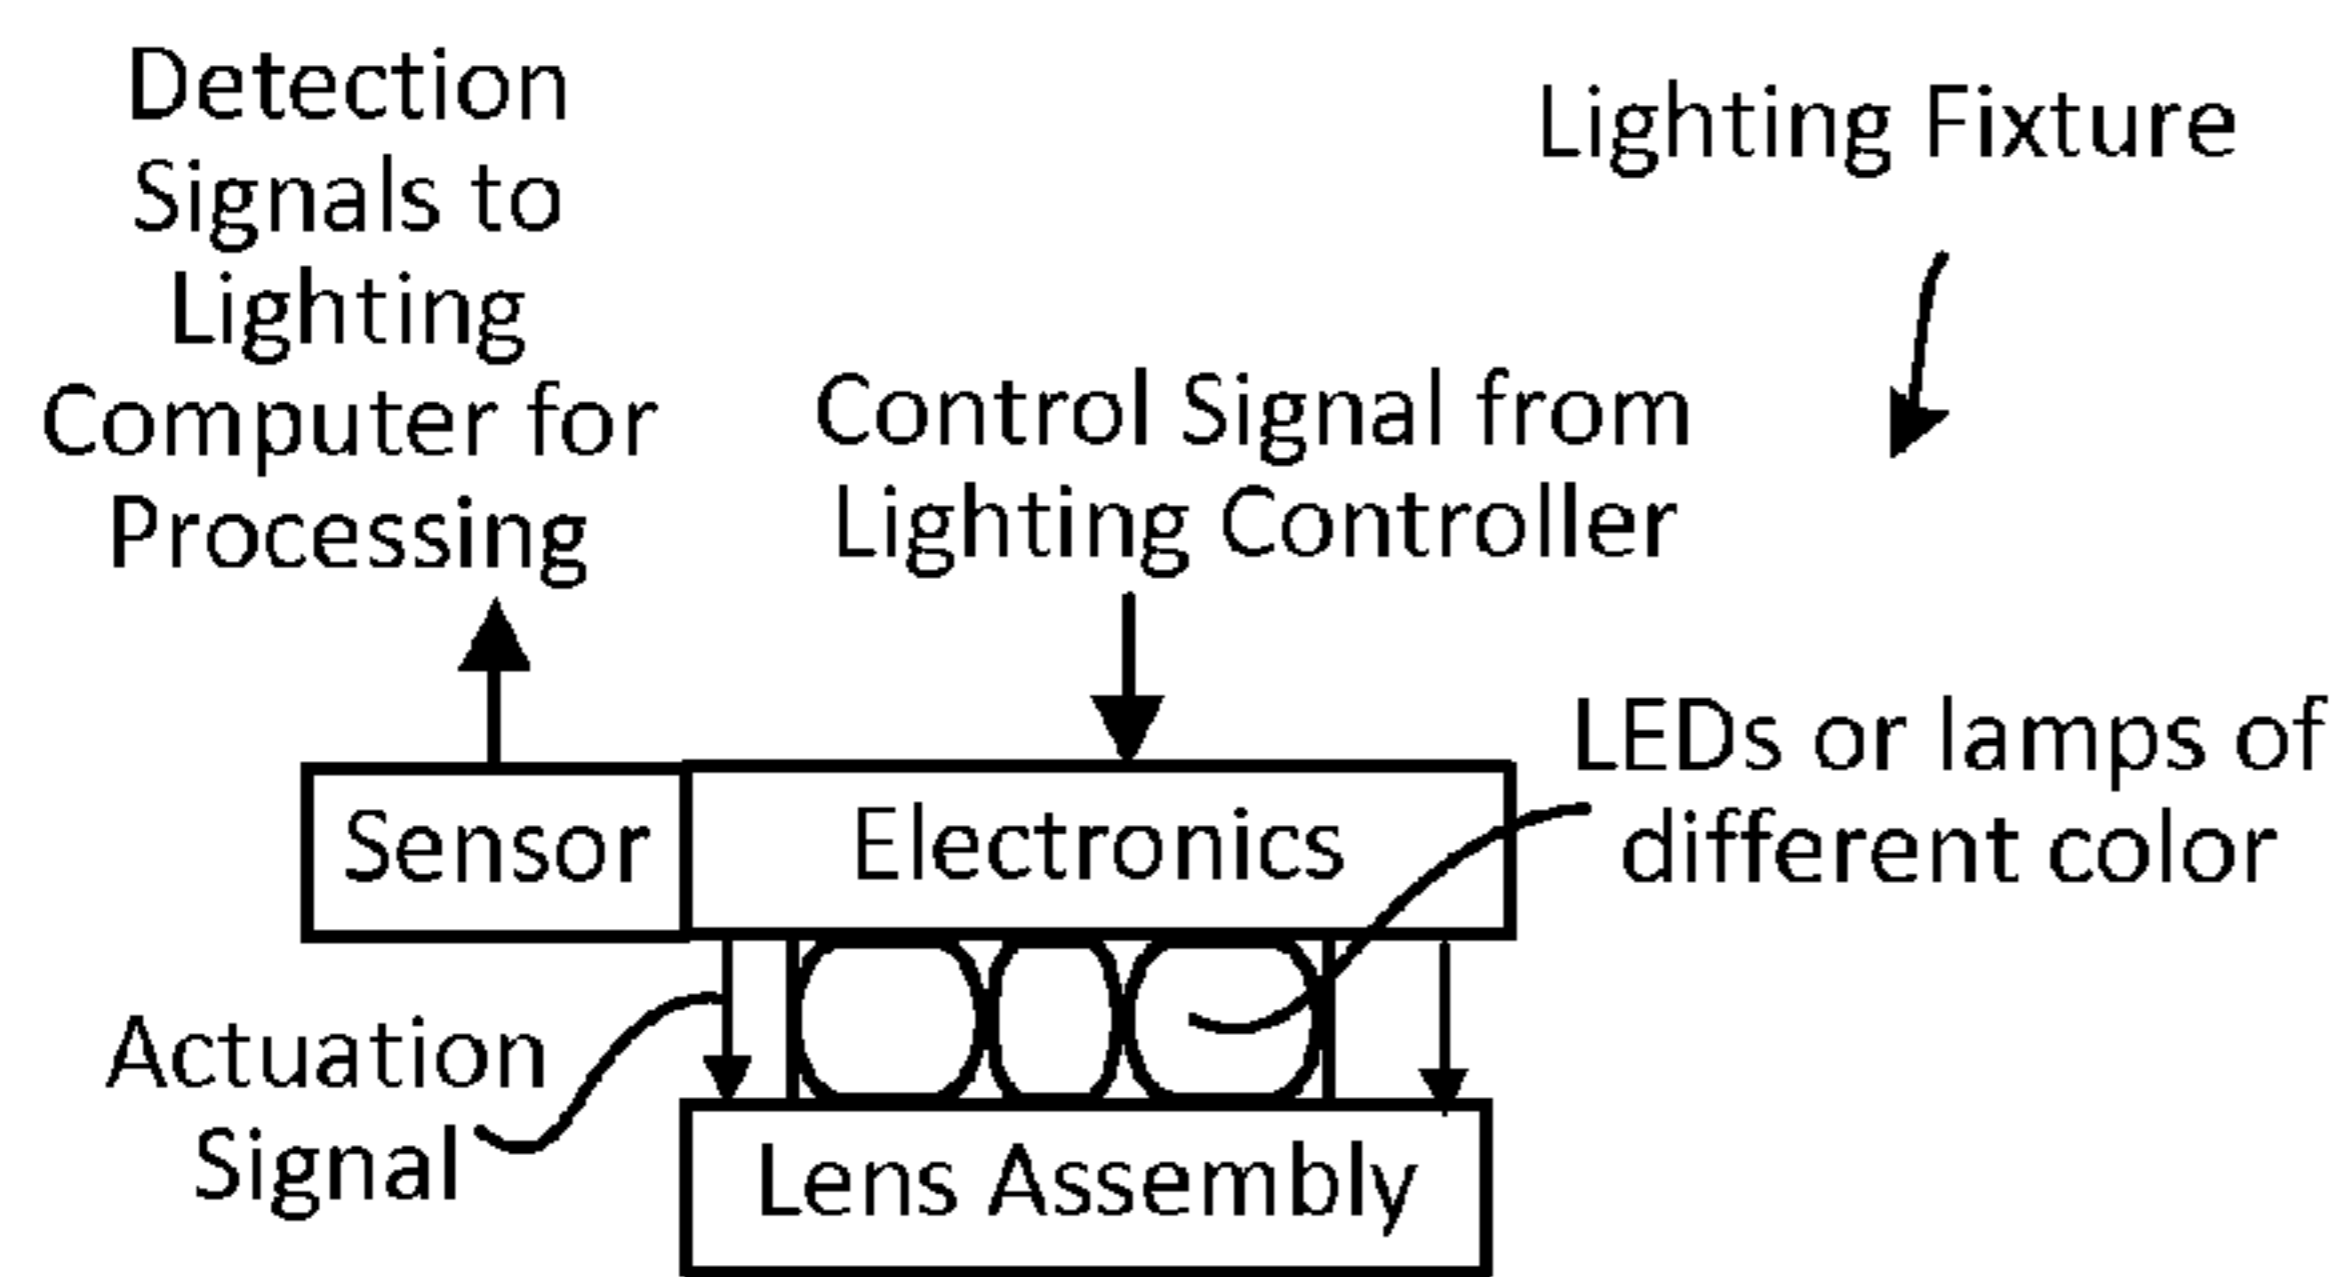 Detection
Signals to
Lighting
Computer for
Processing
Lighting Fixture
Control Signal from
Lighting Controller
LEDs or lamps of
different color
Sensor
Electronics
Actuation
Signal
Lens Assembly